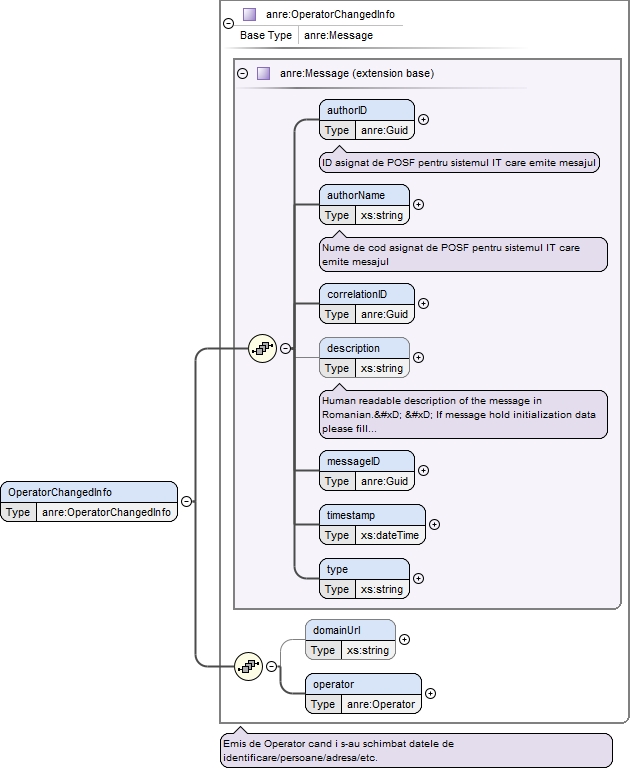 anre:OperatorChangedInfo
Base Type anre:Message
anre:Message (extension base)
authorID
Type anre:Guid
ID asignat de POSF pentru sistemul IT care emite mesajul
authorName
Type xs:string
Nume de cod asignat de POSF pentru sistemul IT care
emite mesajul
correlationID
Type anre:Guid
description
Type xs:string
Human readable description of the message in
Romanian.&#xD; &#xD; If message hold initialization data
please fill...
messageID
Type anre:Guid
OperatorChangedInfo
Type anre:OperatorChangedInfo
timestamp
Type xs:dateTime
type
Type xs:string
domainUrl
Type xs:string
operator
Type anre:Operator
Emis de Operator cand i s-au schimbat datele de
identificare/persoane/adresa/etc.